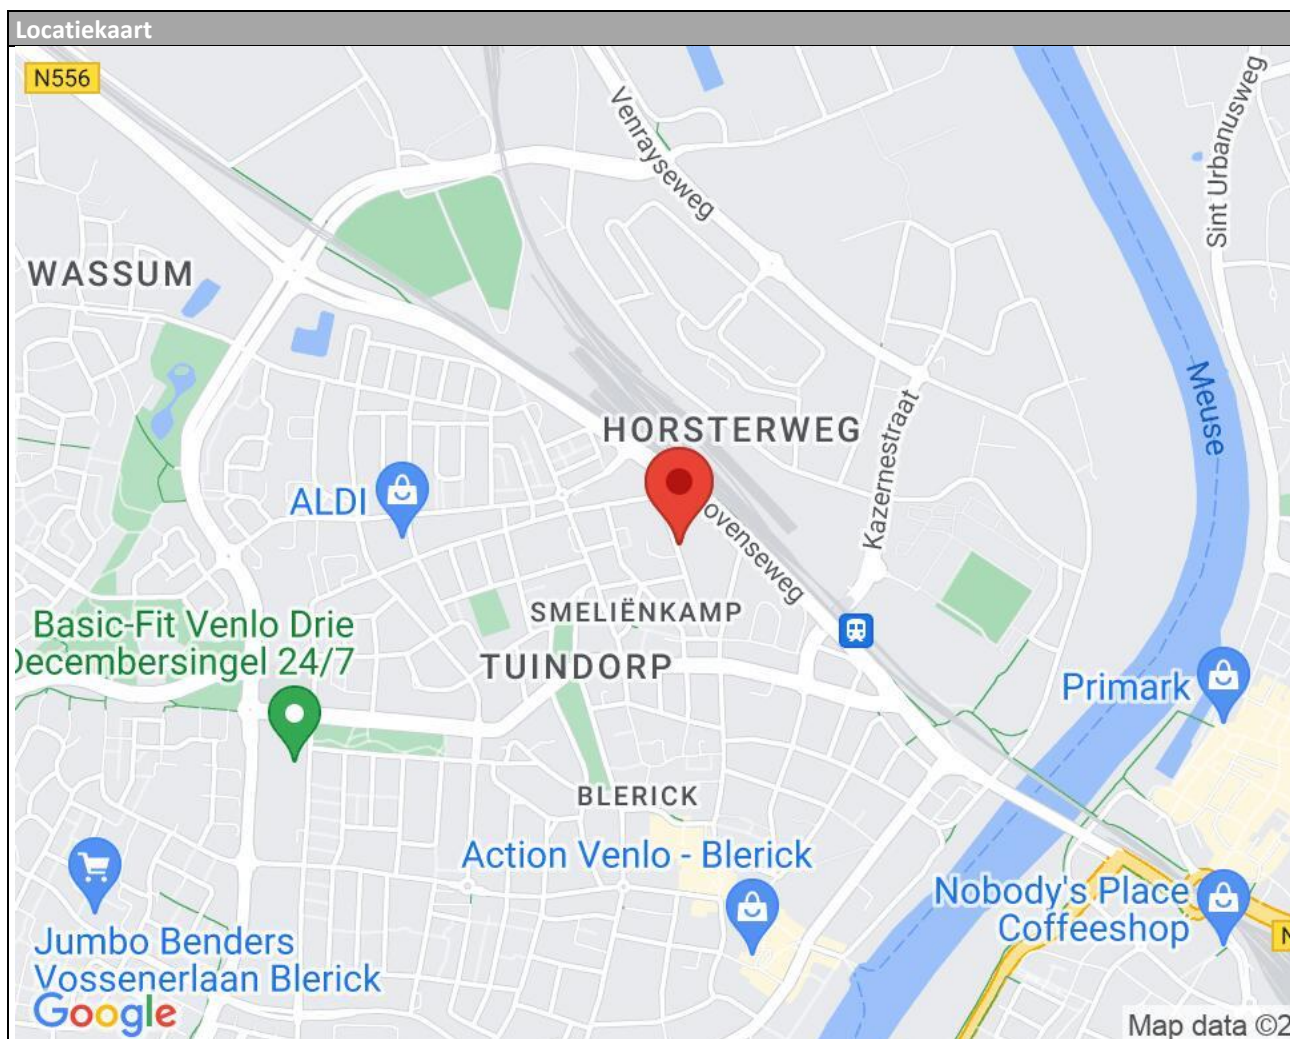 Locatiekaart
N556
Venrayseweg
Sint Urbanusweg
WASSUM
Meuse
HORSTERWEG
Kazernestraat
ALDI
ovenseweg
SMELIËNKAMP
Basic-Fit Venlo Drie
Decembersingel 24/7
TUINDORP
Primark
BLERICK
Action Venlo - Blerick
Nobody's Place
Coffeeshop
N
Jumbo Benders
Vossenerlaan Blerick
Google
Map data ©2